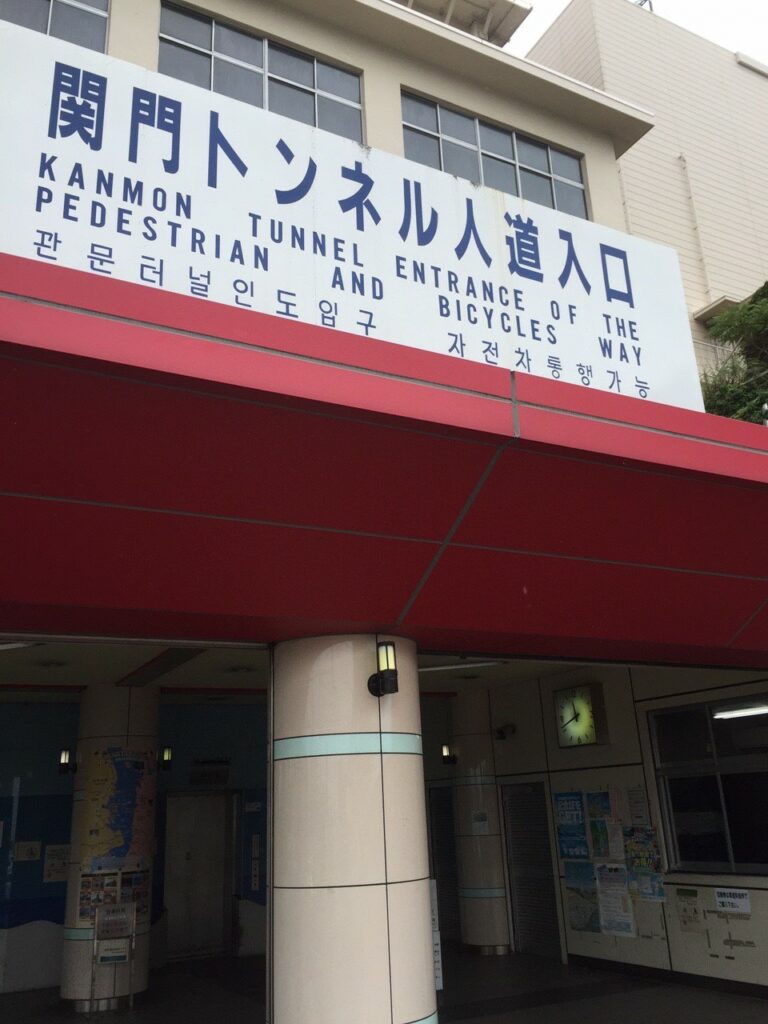 関門トンネル人道入口
KANMON TUNNEL ENTRANCE OF THE
PEDESTRIAN AND BICYCLES WAY
관문터널인도입구 자전차통행가능